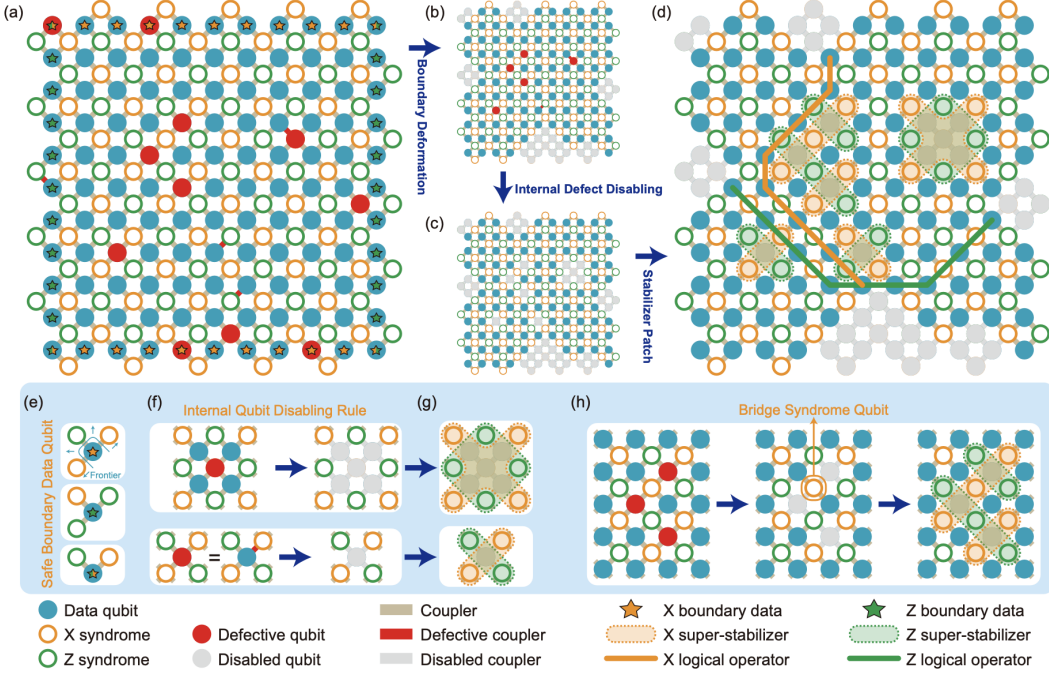 (a)
(b)
(d)
Boundary Deformation
Internal Defect Disabling
(c)
Stabilizer Patch
(e)
(f)
Internal Qubit Disabling Rule
(g)
(h)
Bridge Syndrome Qubit
Safe Boundary Data Qubit
Frontier
=
Data qubit
Coupler
X boundary data
Z boundary data
X syndrome
Defective qubit
Defective coupler
X super-stabilizer
Z super-stabilizer
Z syndrome
Disabled qubit
Disabled coupler
X logical operator
Z logical operator